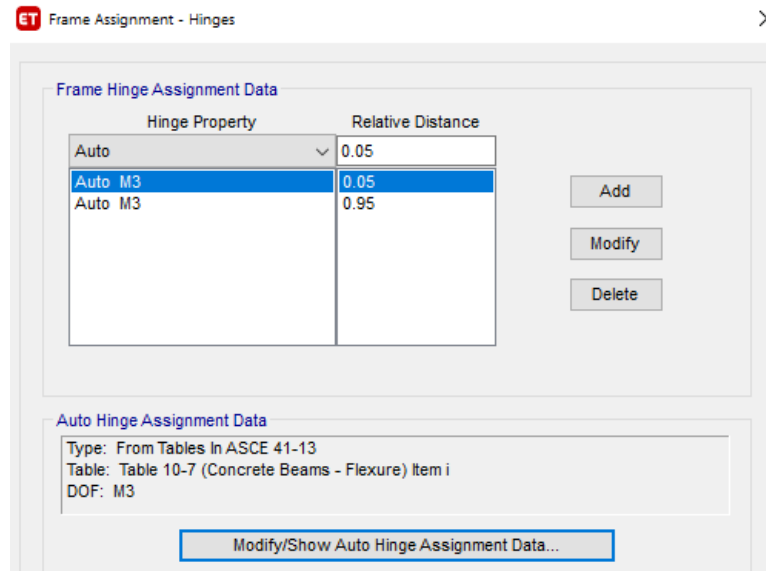 ET Frame Assignment - Hinges
Frame Hinge Assignment Data
Hinge Property Relative Distance
Auto 0.05
Auto M3 0.05
Auto M3 0.95
Add
Modify
Delete
Auto Hinge Assignment Data
Type: From Tables In ASCE 41-13
Table: Table 10-7 (Concrete Beams - Flexure) Item i
DOF: M3
Modify/Show Auto Hinge Assignment Data...